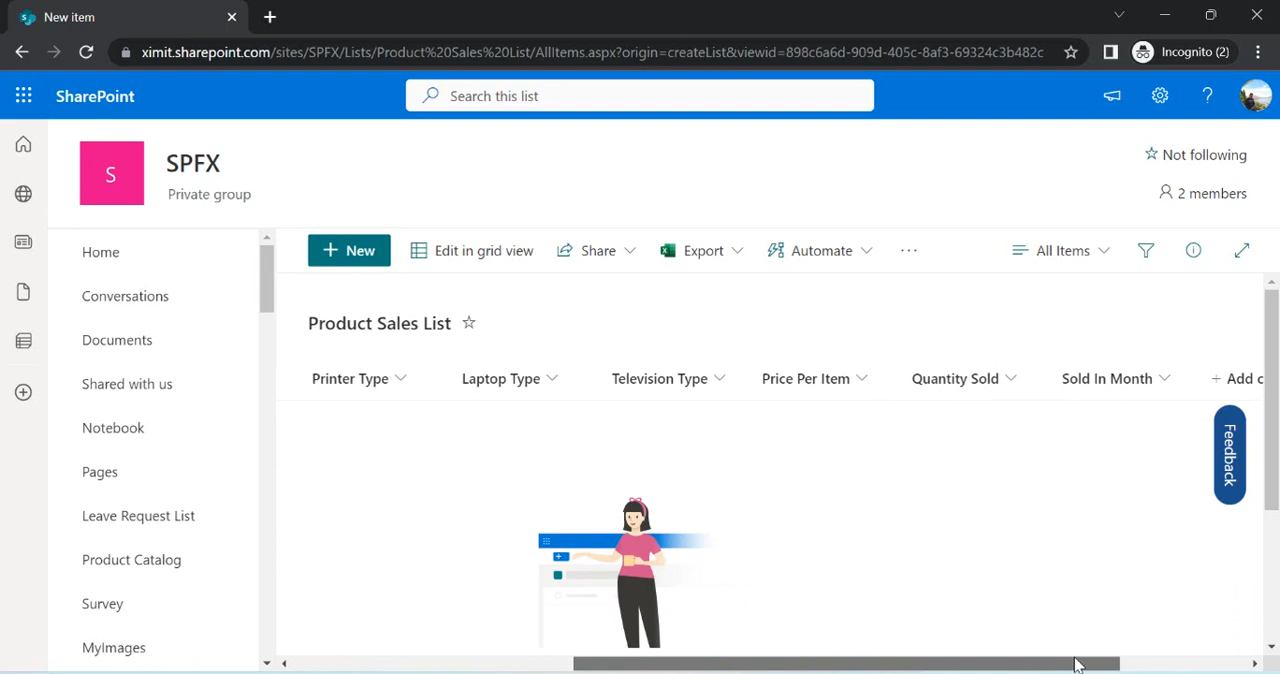 New item
ximit.sharepoint.com/sites/SPFX/Lists/Product%20Sales%20List/AllItems.aspx?origin=createList&viewid=898c6a6d-909d-405c-8af3-69324c3b482c
Incognito (2)
SharePoint
Search this list
S
SPFX
Private group
Not following
2 members
+ New
Edit in grid view
Share
Export
Automate
···
All Items
Home
Conversations
Documents
Shared with us
Notebook
Pages
Leave Request List
Product Catalog
Survey
MyImages
Product Sales List
Printer Type
Laptop Type
Television Type
Price Per Item
Quantity Sold
Sold In Month
+ Add c
Feedback